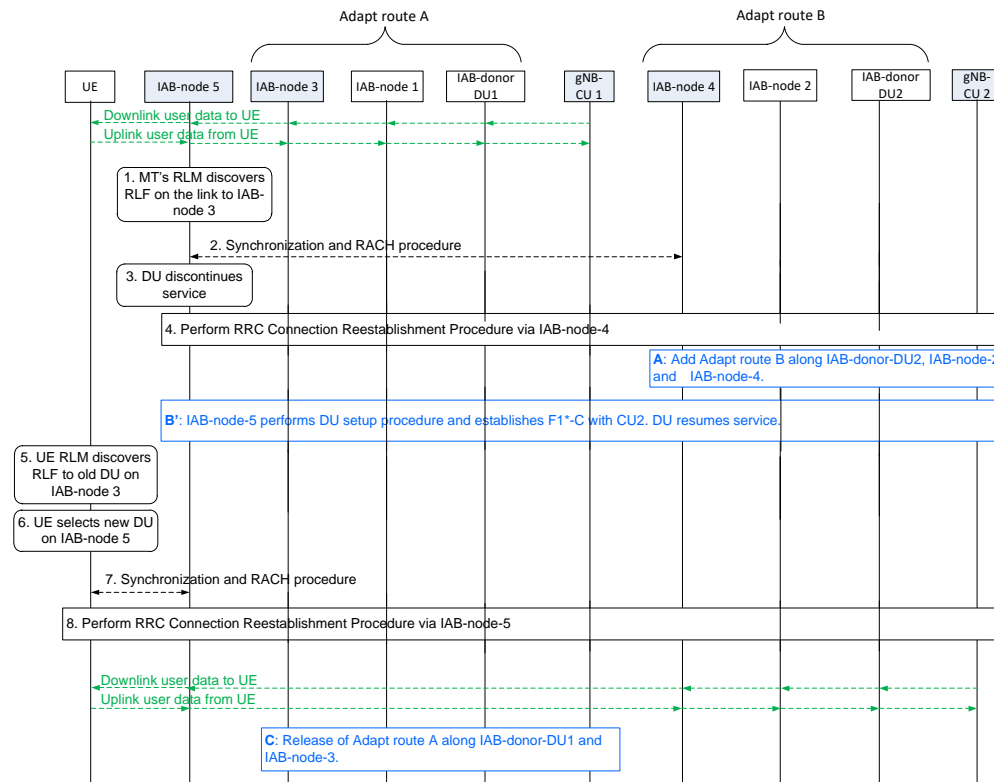 Adapt route A
Adapt route B
UE
IAB-node 5
IAB-node 3
IAB-node 1
IAB-donor
DU1
gNB-
CU 1
IAB-node 4
IAB-node 2
IAB-donor
DU2
gNB-
CU 2
Downlink user data to UE
Uplink user data from UE
1. MT's RLM discovers
RLF on the link to IAB-
node 3
2. Synchronization and RACH procedure
3. DU discontinues
service
4. Perform RRC Connection Reestablishment Procedure via IAB-node-4
A: Add Adapt route B along IAB-donor-DU2, IAB-node-2
and IAB-node-4.
B': IAB-node-5 performs DU setup procedure and establishes F1*-C with CU2. DU resumes service.
5. UE RLM discovers
RLF to old DU on
IAB-node 3
6. UE selects new DU
on IAB-node 5
7. Synchronization and RACH procedure
8. Perform RRC Connection Reestablishment Procedure via IAB-node-5
Downlink user data to UE
Uplink user data from UE
C: Release of Adapt route A along IAB-donor-DU1 and
IAB-node-3.